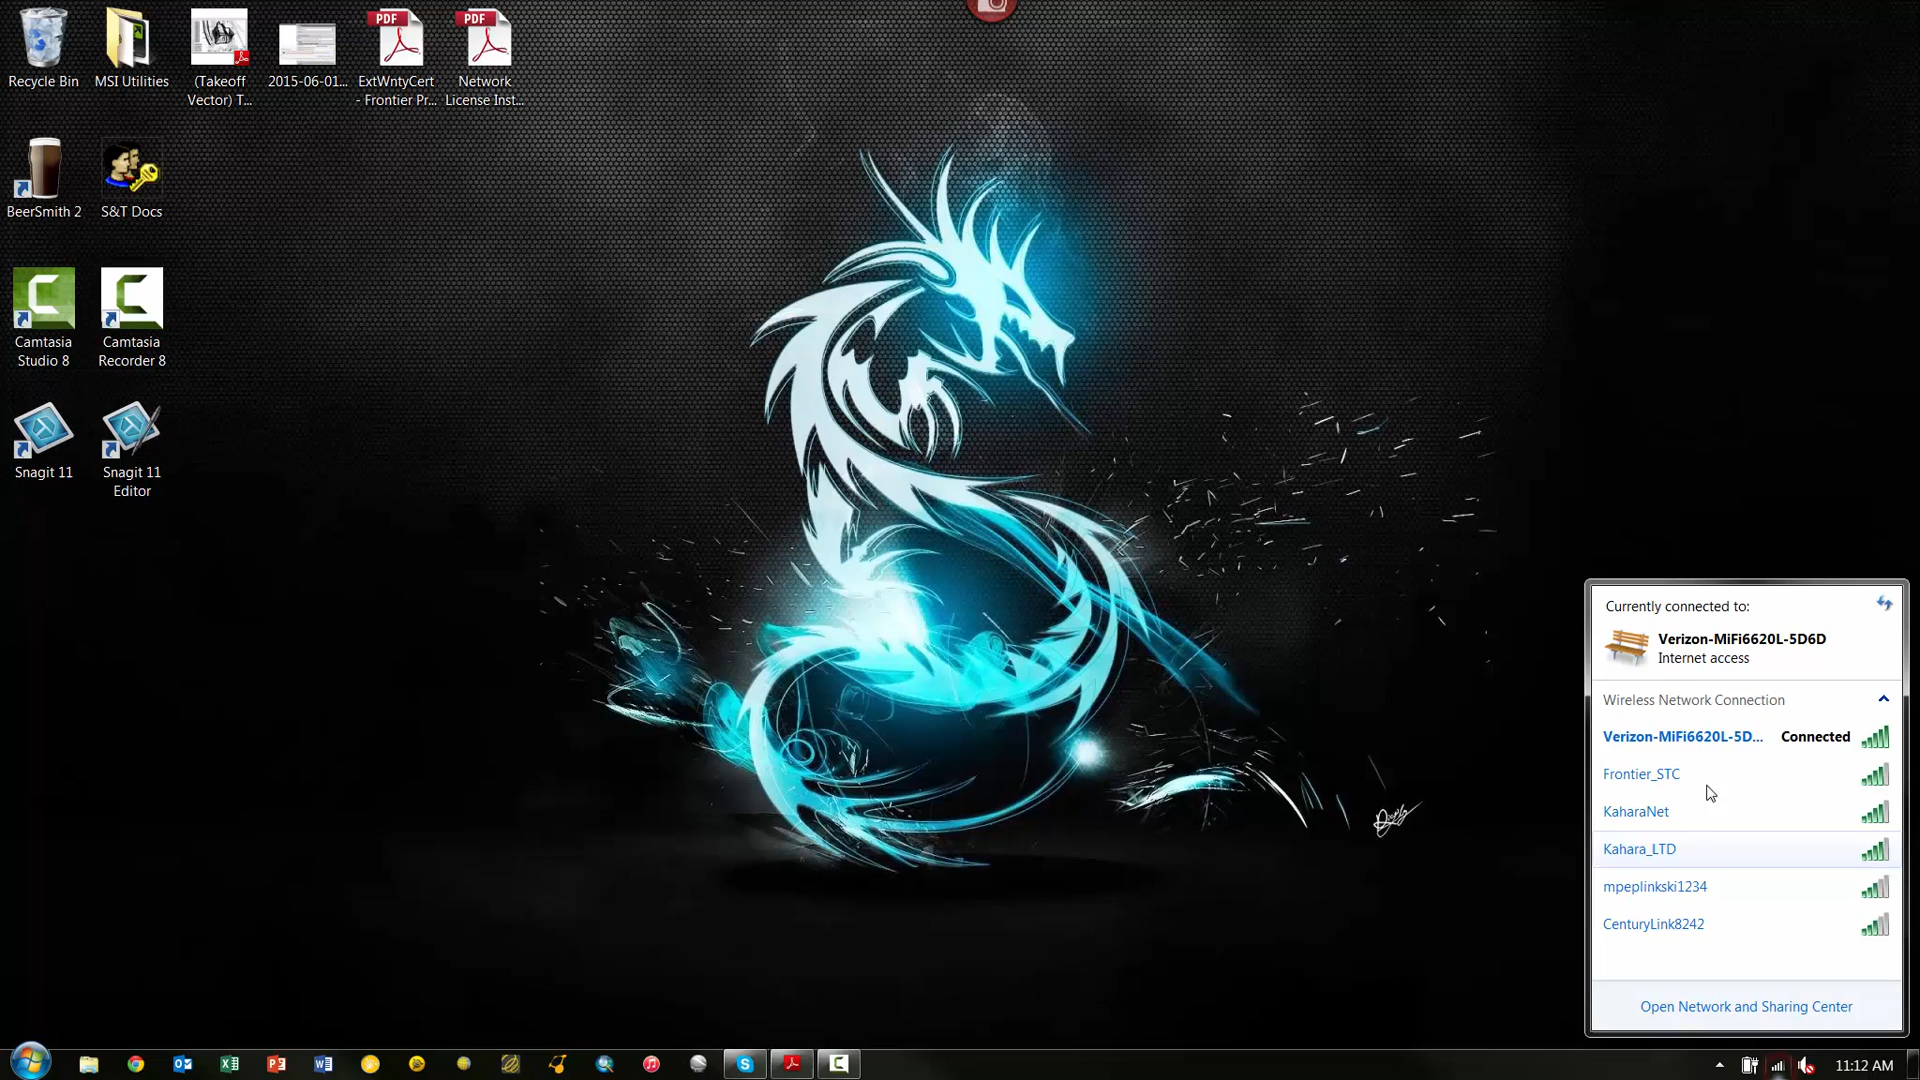 Recycle Bin
MSI Utilities
(Takeoff
Vector) T...
2015-06-01...
PDF
ExtWntyCert
- Frontier Pr...
PDF
Network
License Inst...
BeerSmith 2
S&T Docs
Camtasia
Studio 8
Camtasia
Recorder 8
Snagit 11
Snagit 11
Editor
Currently connected to:
Verizon-MiFi6620L-5D6D
Internet access
Wireless Network Connection
Verizon-MiFi6620L-5D... Connected
Frontier_STC
KaharaNet
Kahara_LTD
mpeplinkski1234
CenturyLink8242
Open Network and Sharing Center
11:12 AM